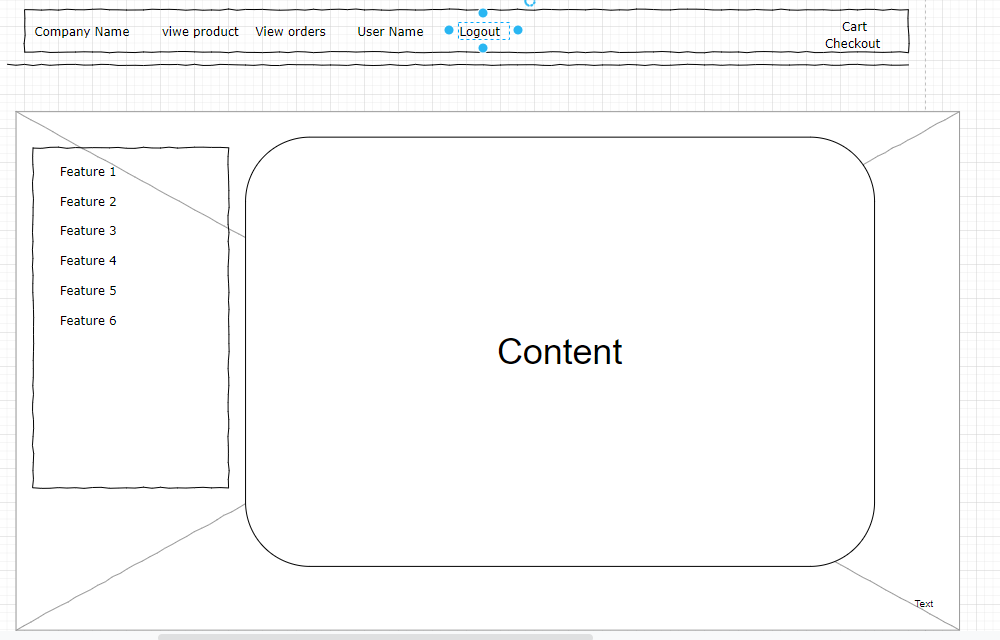 Company Name
viwe product
View orders
User Name
Logout
Cart
Checkout
Feature 1
Feature 2
Feature 3
Feature 4
Feature 5
Feature 6
Content
Text